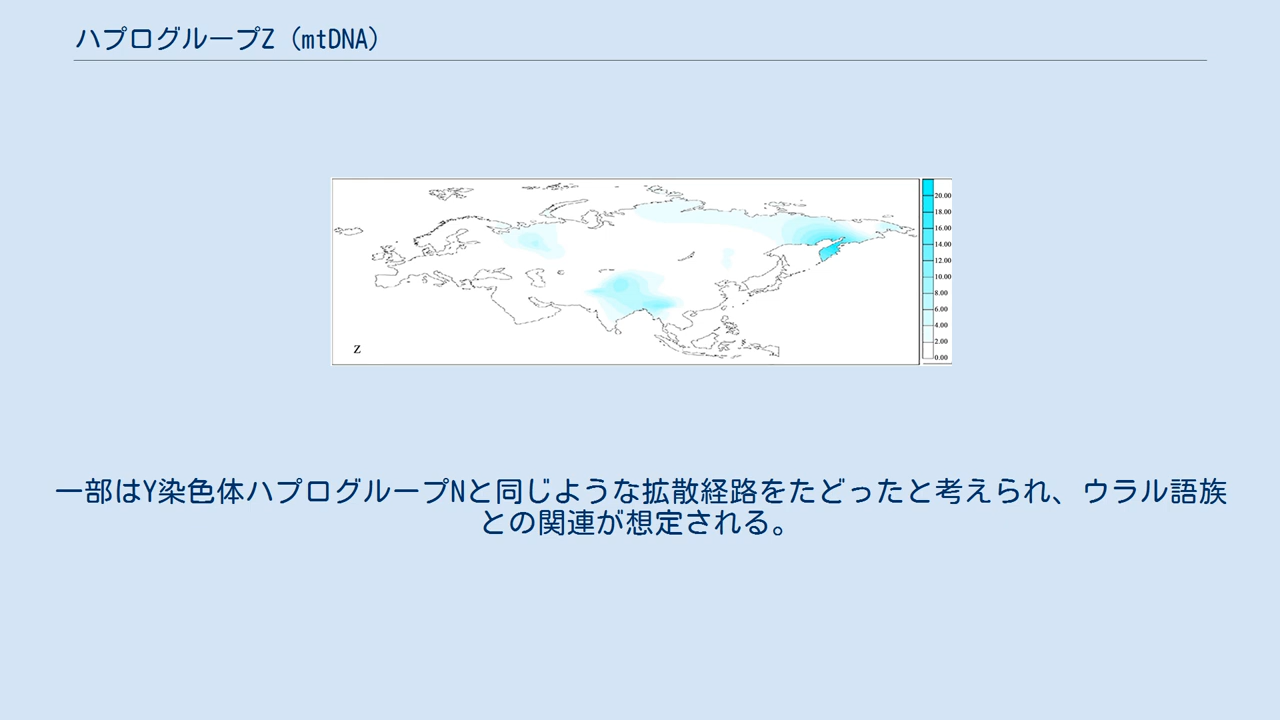 ハプログループZ（mtDNA）
20.00
18.00
16.00
14.00
12.00
10.00
8.00
6.00
4.00
2.00
0.00
Z
一部はY染色体ハプログループNと同じような拡散経路をたどったと考えられ、ウラル語族
との関連が想定される。